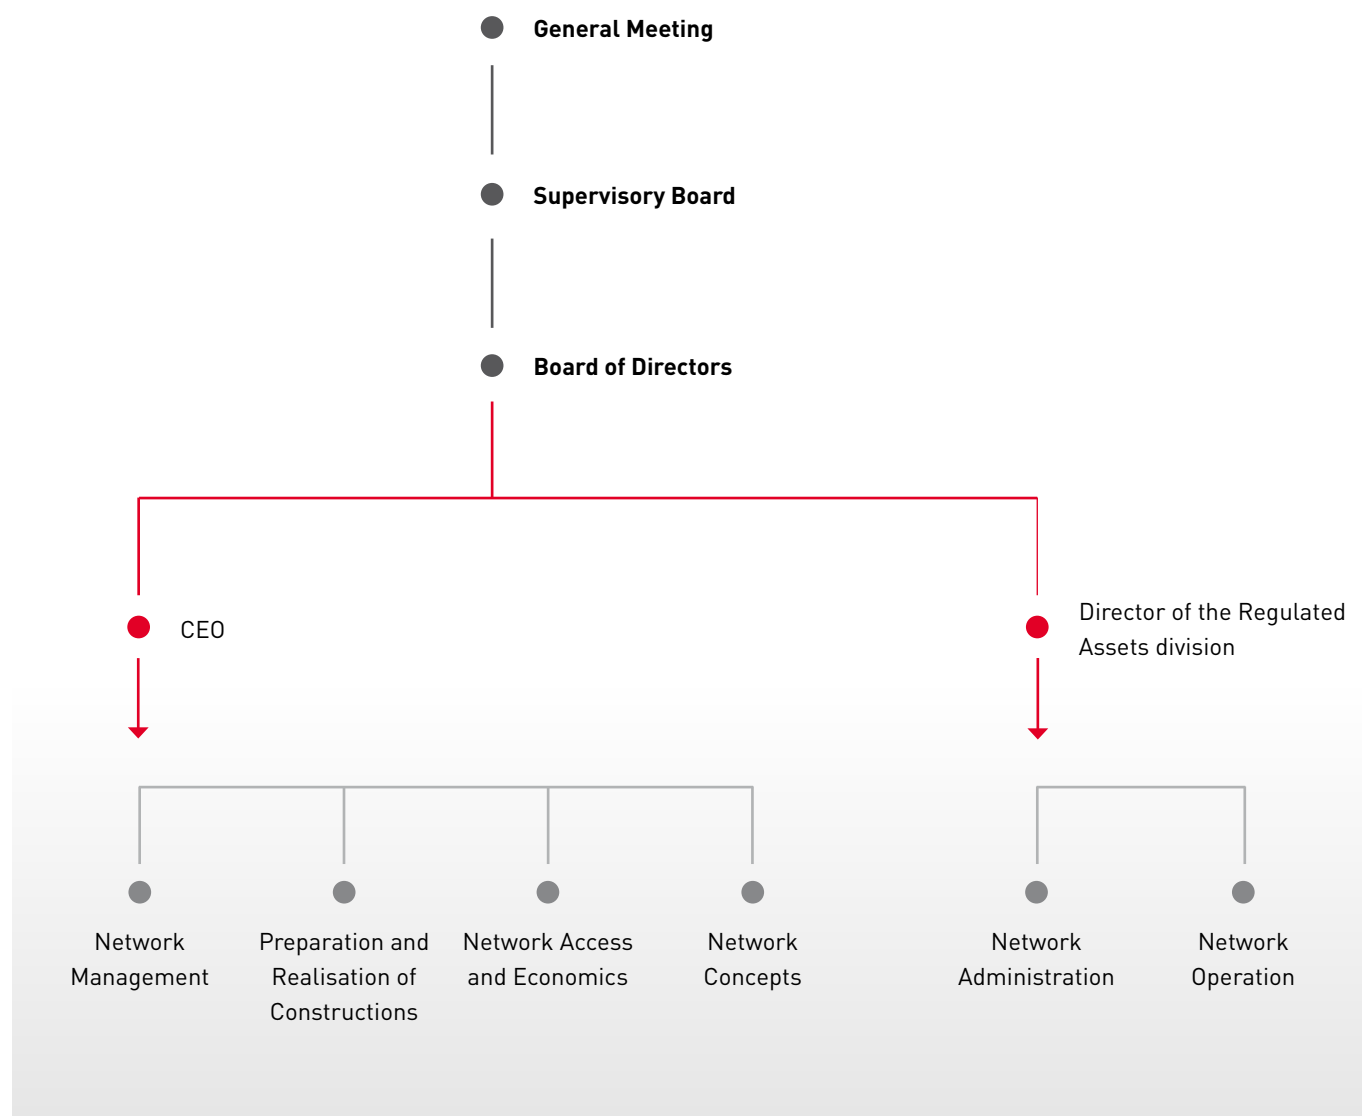 General Meeting
Supervisory Board
Board of Directors
CEO
Director of the Regulated
Assets division
Network
Management
Preparation and
Realisation of
Constructions
Network Access
and Economics
Network
Concepts
Network
Administration
Network
Operation